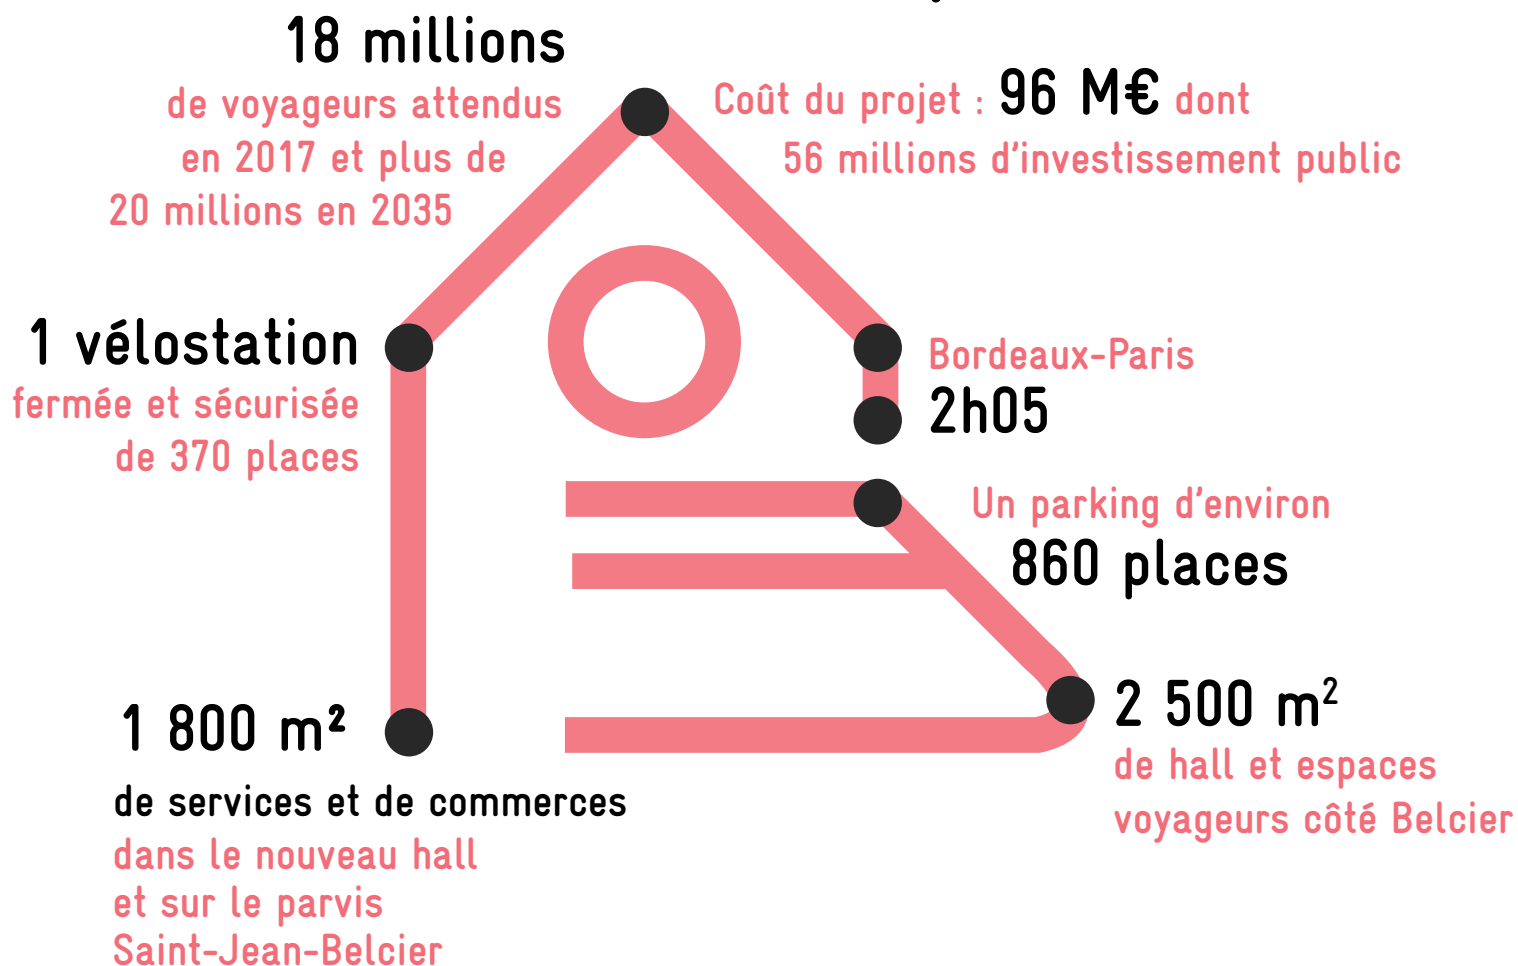 18 millions
de voyageurs attendus
en 2017 et plus de
20 millions en 2035
Coût du projet : 96 M€ dont
56 millions d'investissement public
1 vélostation
fermée et sécurisée
de 370 places
Bordeaux-Paris
2h05
Un parking d'environ
860 places
1 800 m²
de services et de commerces
dans le nouveau hall
et sur le parvis
Saint-Jean-Belcier
2 500 m²
de hall et espaces
voyageurs côté Belcier